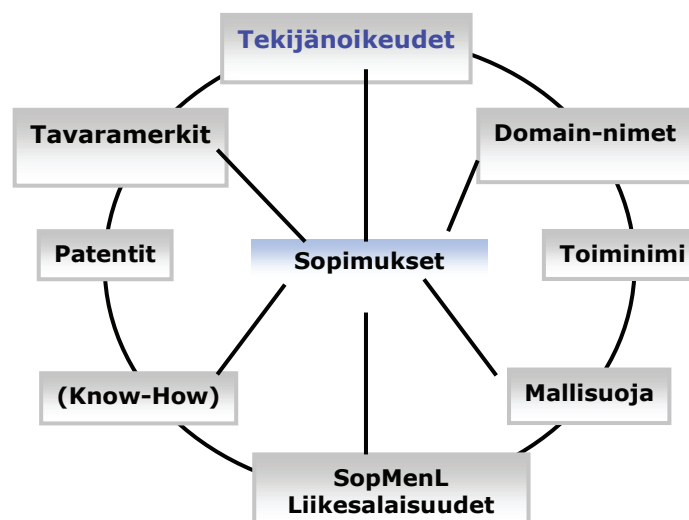 Tekijänoikeudet
Tavaramerkit
Domain-nimet
Patentit
Sopimukset
Toiminimi
(Know-How)
Mallisuoja
SopMenL
Liikesalaisuudet